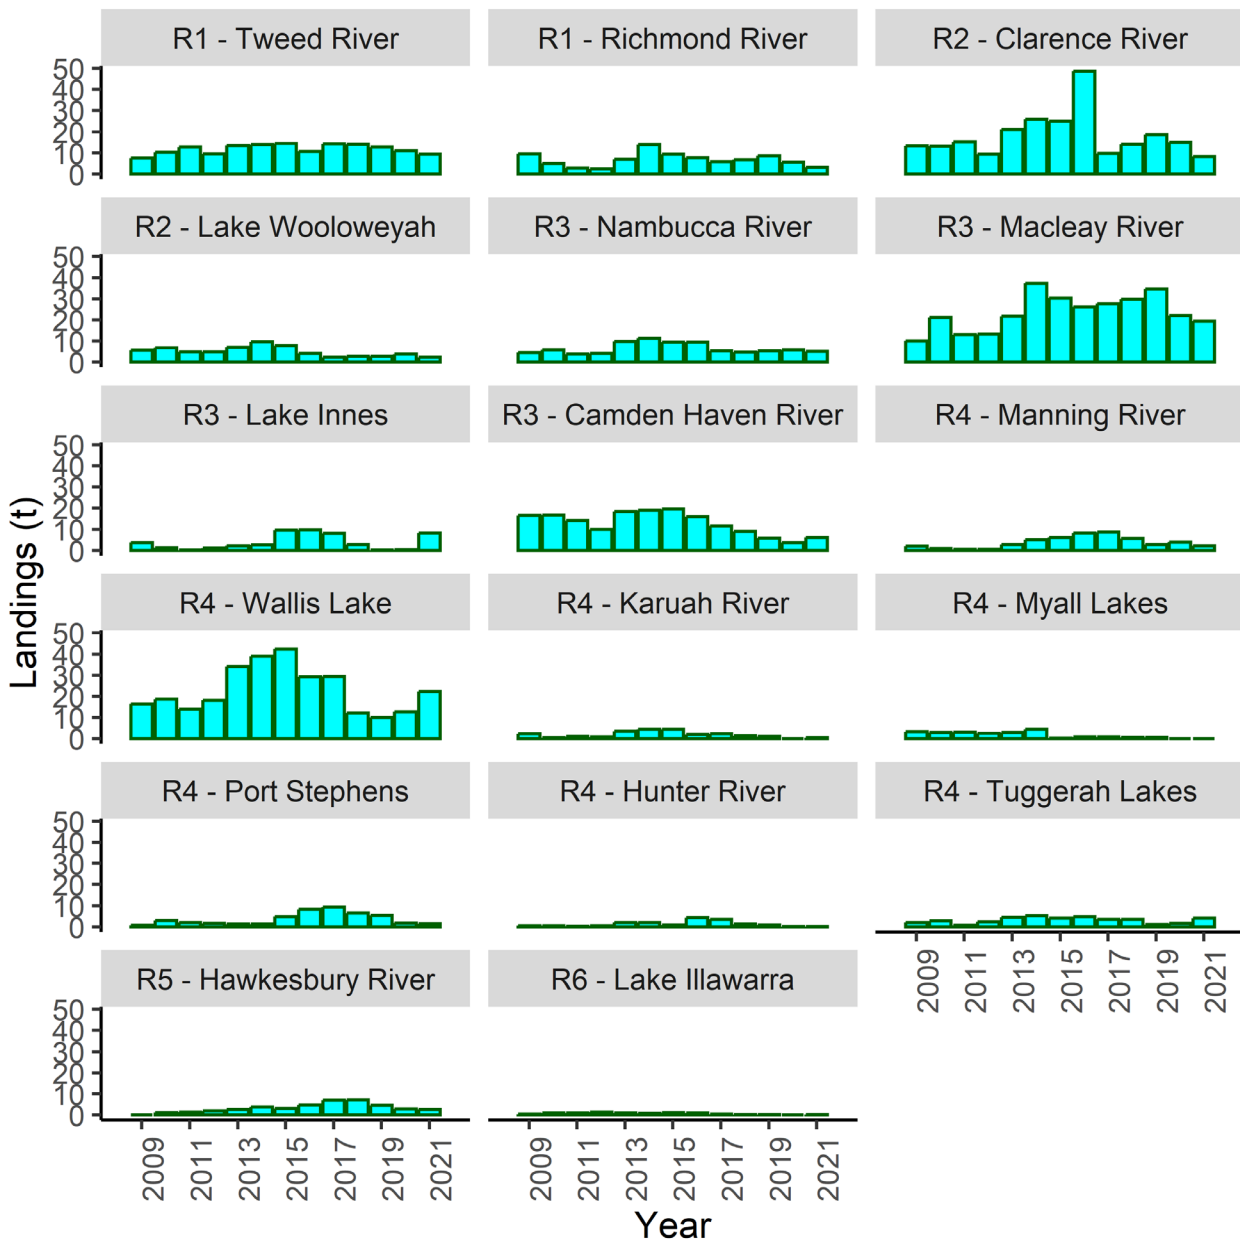 R1 - Tweed River
R1 - Richmond River
R2 - Clarence River
50
40
30
20
10
0
R2 - Lake Wooloweyah
R3 - Nambucca River
R3 - Macleay River
50
40
30
20
10
0
R3 - Lake Innes
R3 - Camden Haven River
R4 - Manning River
50
40
30
20
10
0
Landings (t)
R4 - Wallis Lake
R4 - Karuah River
R4 - Myall Lakes
50
40
30
20
10
0
R4 - Port Stephens
R4 - Hunter River
R4 - Tuggerah Lakes
50
40
30
20
10
0
2009 2011 2013 2015 2017 2019 2021
R5 - Hawkesbury River
R6 - Lake Illawarra
50
40
30
20
10
0
2009 2011 2013 2015 2017 2019 2021
2009 2011 2013 2015 2017 2019 2021
Year